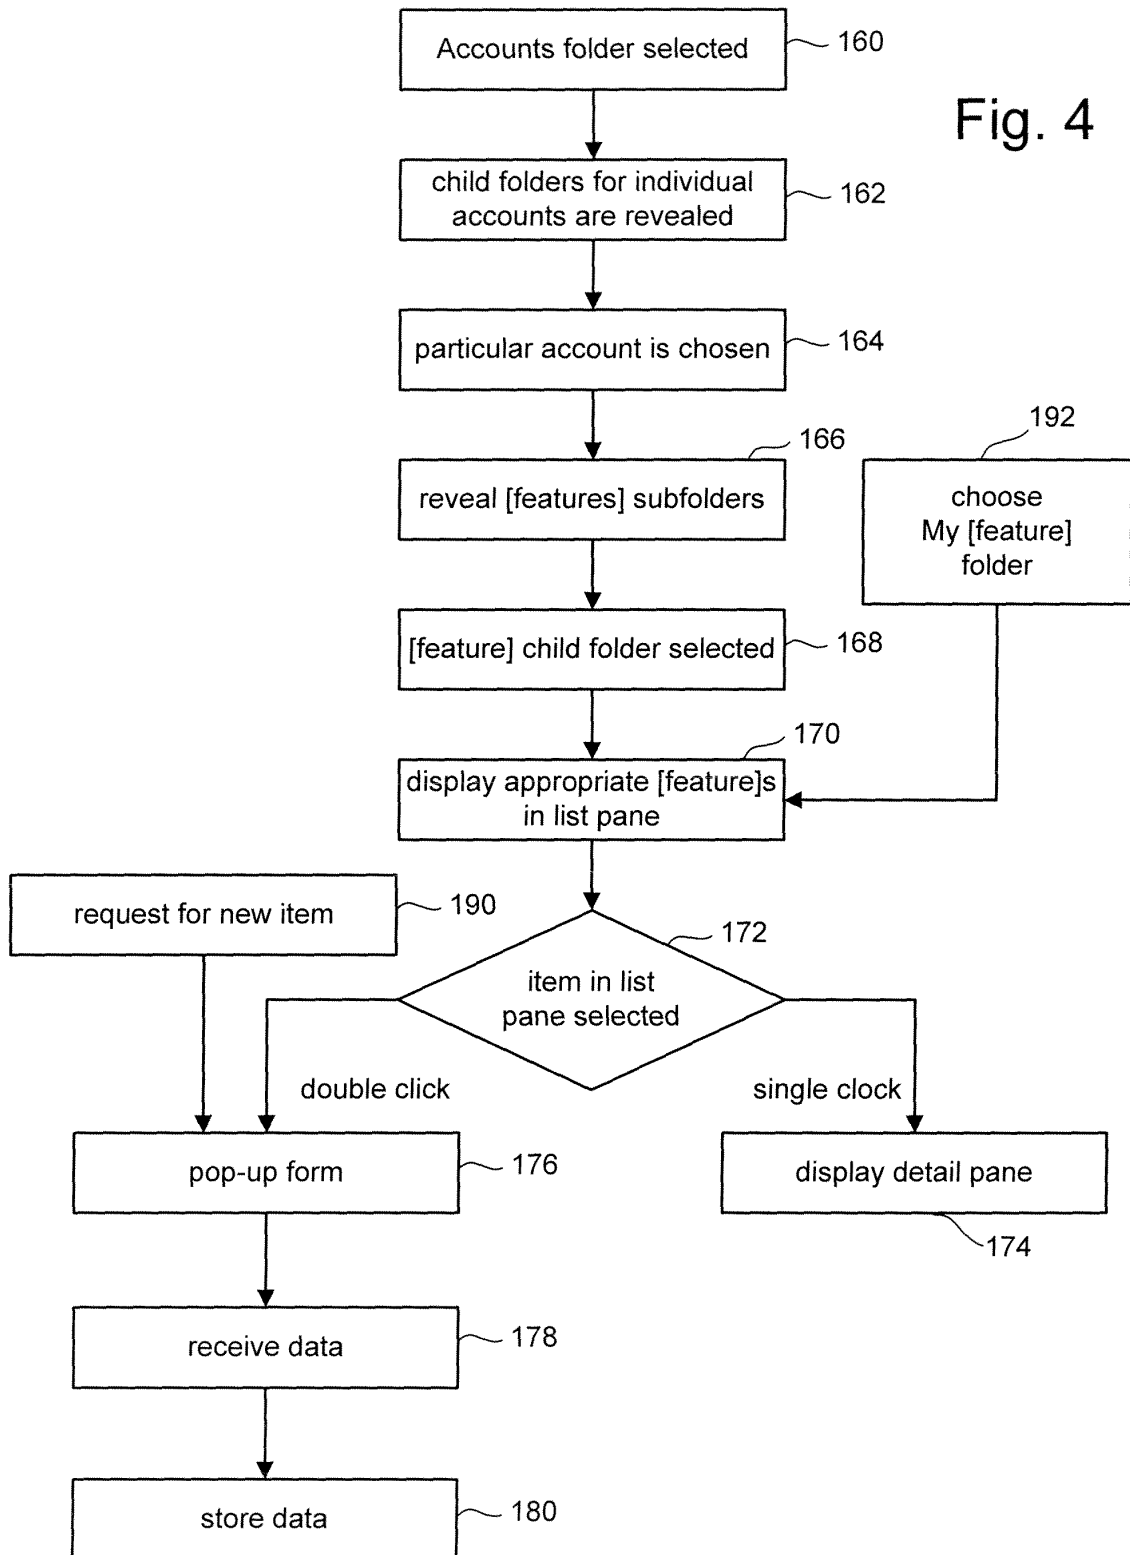 Accounts folder selected
160
Fig. 4
child folders for individual
accounts are revealed
162
particular account is chosen
164
reveal [features] subfolders
166
choose
My [feature]
folder
192
[feature] child folder selected
168
display appropriate [feature]s
in list pane
170
request for new item
190
item in list
pane selected
172
double click
single clock
pop-up form
176
display detail pane
174
receive data
178
store data
180